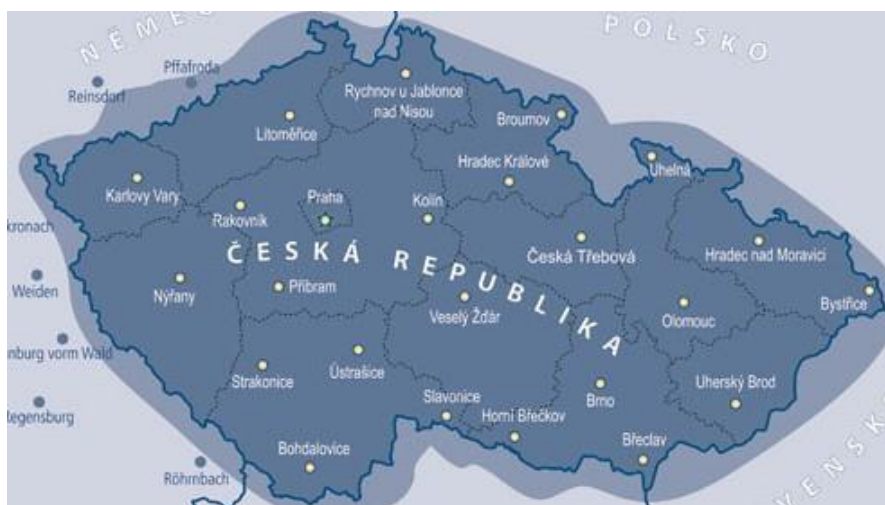 NĚMEC
POLSKO
Pffafroda
Reinsdorf
Rychnov u Jablonce
nad Nisou
Litoměřice
Broumov
Hradec Králové
Uhelná
Karlovy Vary
Praha
Rakovník
Kolín
kronach
ČESKÁ REPUBLIKA
Česká Třebová
Hradec nad Moravicí
Weiden
Nýřany
Příbram
Veselý Žďár
Olomouc
Bystřice
nburg vorm Wald
Strakonice
Ústrašice
Slavonice
Brno
Uherský Brod
Regensburg
Horní Břečkov
Bohdalovice
Břeclav
Röhrnbach
VENSK